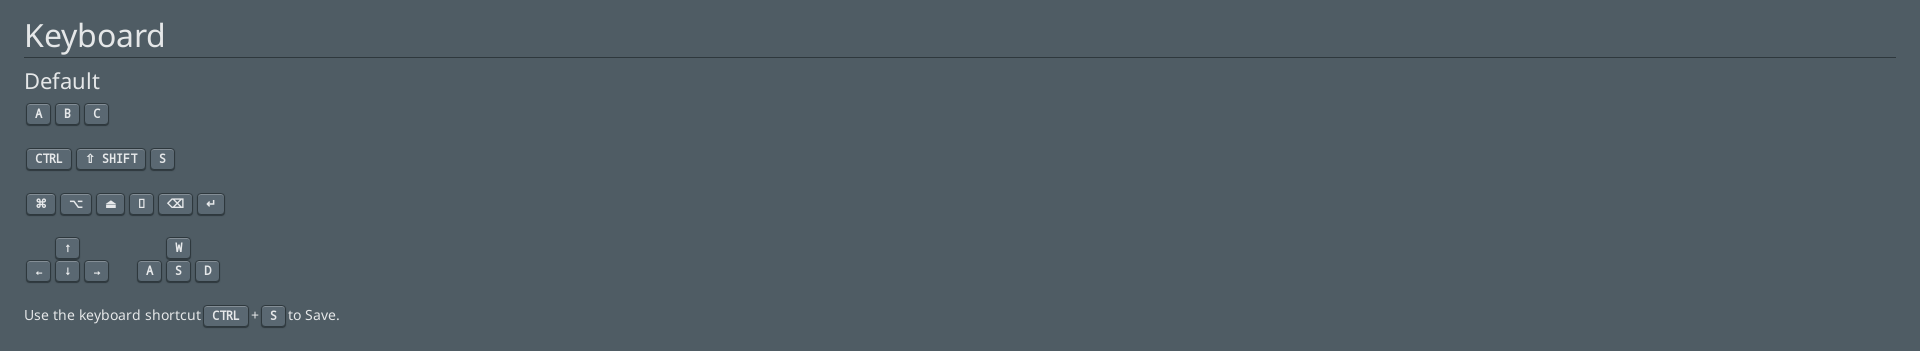 Keyboard
Default
A B C
CTRL ⇧ SHIFT S
⌘ ⌥ ⏏ ▯ ⌫ ↵
↑ W
← ↓ → A S D
Use the keyboard shortcut CTRL + S to Save.